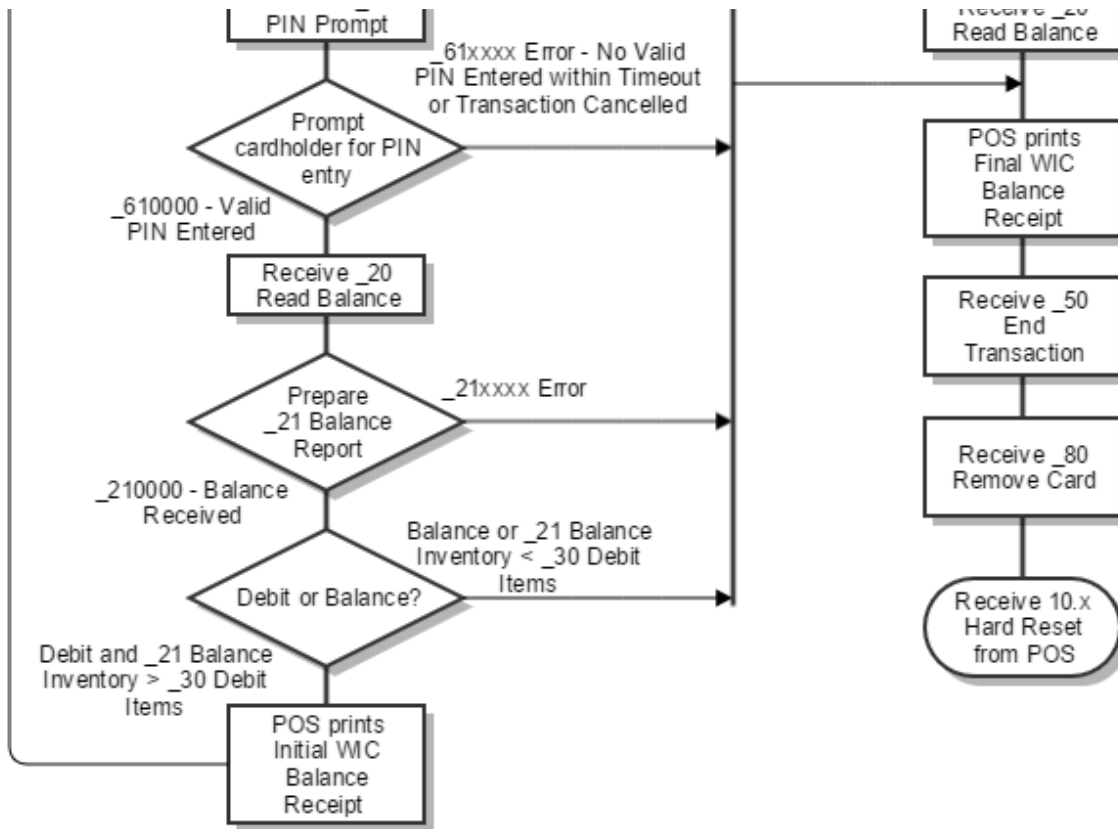 PIN Prompt
_61xxxx Error - No Valid
PIN Entered within Timeout
or Transaction Cancelled
Prompt
cardholder for PIN
entry
_610000 - Valid
PIN Entered
Receive _20
Read Balance
Prepare
_21 Balance
Report
_21xxxx Error
_210000 - Balance
Received
Debit or Balance?
Balance or _21 Balance
Inventory < _30 Debit
Items
Debit and _21 Balance
Inventory > _30 Debit
Items
POS prints
Initial WIC
Balance
Receipt
Receive _20
Read Balance
POS prints
Final WIC
Balance
Receipt
Receive _50
End
Transaction
Receive _80
Remove Card
Receive 10.x
Hard Reset
from POS